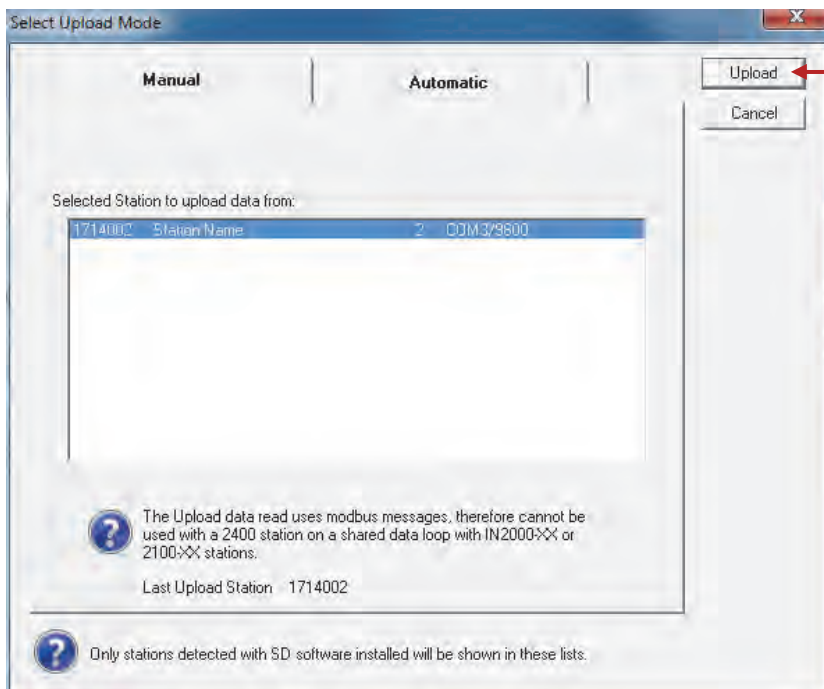 Select Upload Mode
X
Manual
Automatic
Upload
Cancel
Selected Station to upload data from:
1714002 Station Name 2 COM3/9600
The Upload data read uses modbus messages, therefore cannot be
used with a 2400 station on a shared data loop with IN2000-XX or
2100-XX stations.
Last Upload Station 1714002
Only stations detected with SD software installed will be shown in these lists.